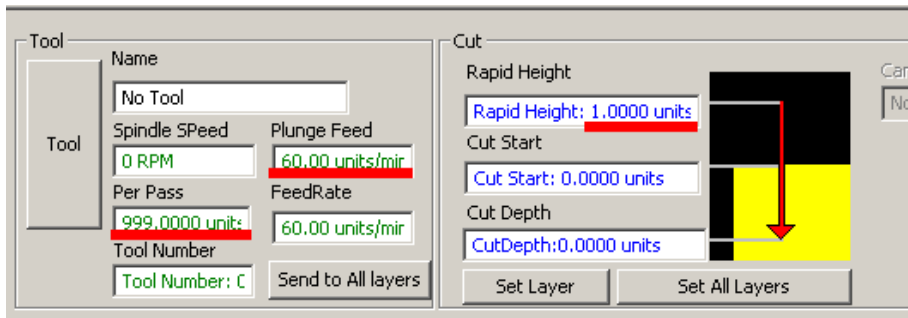 Tool
Name
No Tool
Tool
Spindle SPeed
Plunge Feed
0 RPM
60.00 units/mir
Per Pass
FeedRate
999.0000 units
60.00 units/mir
Tool Number
Tool Number: C
Send to All layers
Cut
Rapid Height
Rapid Height: 1.0000 units
Cut Start
Cut Start: 0.0000 units
Cut Depth
CutDepth:0.0000 units
Set Layer
Set All Layers
Car
No